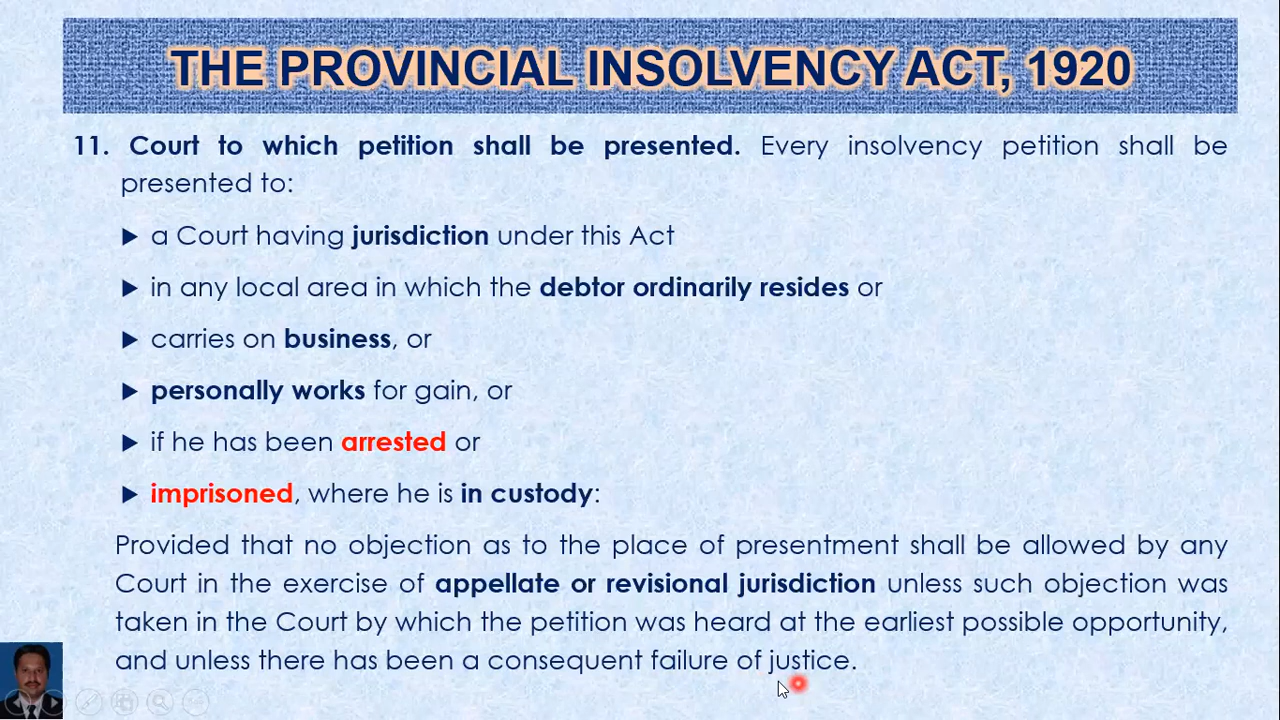 THE PROVINCIAL INSOLVENCY ACT, 1920
11. Court to which petition shall be presented. Every insolvency petition shall be
presented to:
▶ a Court having jurisdiction under this Act
▶ in any local area in which the debtor ordinarily resides or
▶ carries on business, or
▶ personally works for gain, or
▶ if he has been arrested or
▶ imprisoned, where he is in custody:
Provided that no objection as to the place of presentment shall be allowed by any
Court in the exercise of appellate or revisional jurisdiction unless such objection was
taken in the Court by which the petition was heard at the earliest possible opportunity,
and unless there has been a consequent failure of justice.